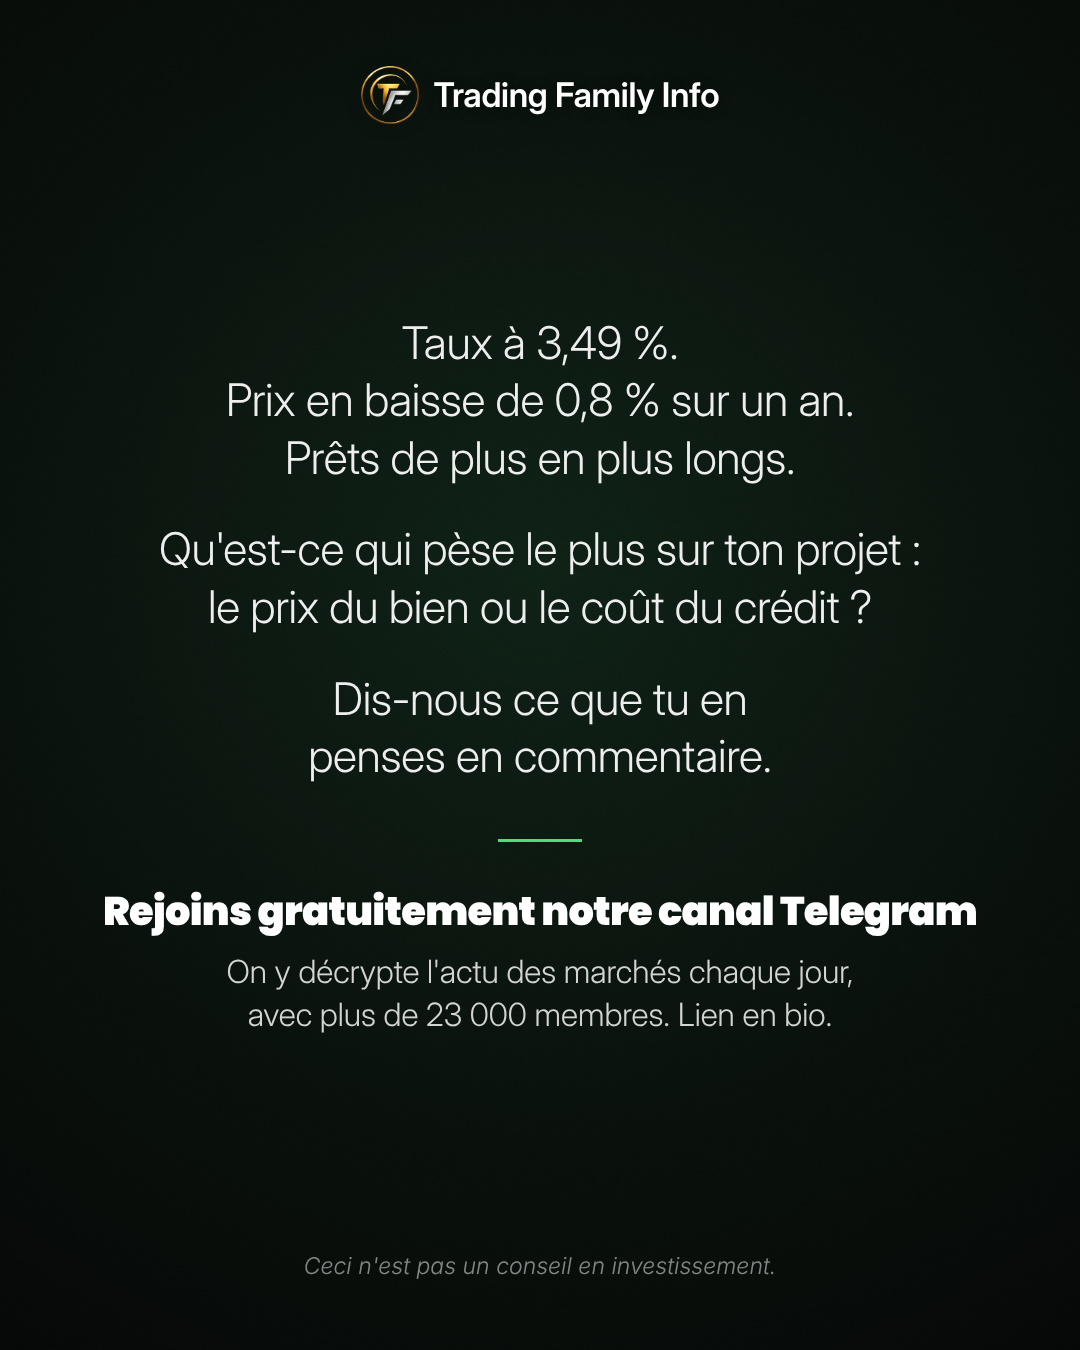 TF Trading Family Info
Taux à 3,49 %.
Prix en baisse de 0,8 % sur un an.
Prêts de plus en plus longs.
Qu'est-ce qui pèse le plus sur ton projet :
le prix du bien ou le coût du crédit ?
Dis-nous ce que tu en
penses en commentaire.
Rejoins gratuitement notre canal Telegram
On y décrypte l'actu des marchés chaque jour,
avec plus de 23 000 membres. Lien en bio.
Ceci n'est pas un conseil en investissement.